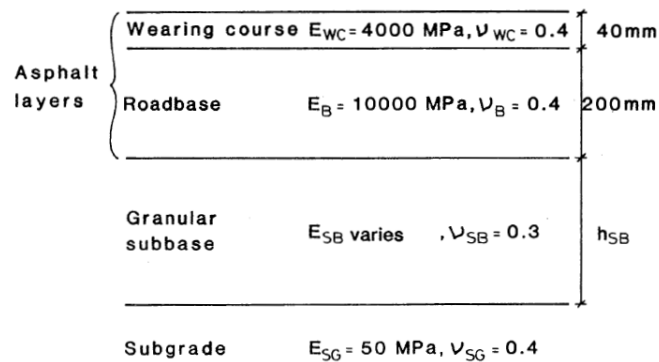 Wearing course E_WC = 4000 MPa, ν_WC = 0.4 40mm
Asphalt layers
Roadbase E_B = 10000 MPa, ν_B = 0.4 200mm
Granular subbase E_SB varies , ν_SB = 0.3 h_SB
Subgrade E_SG = 50 MPa, ν_SG = 0.4